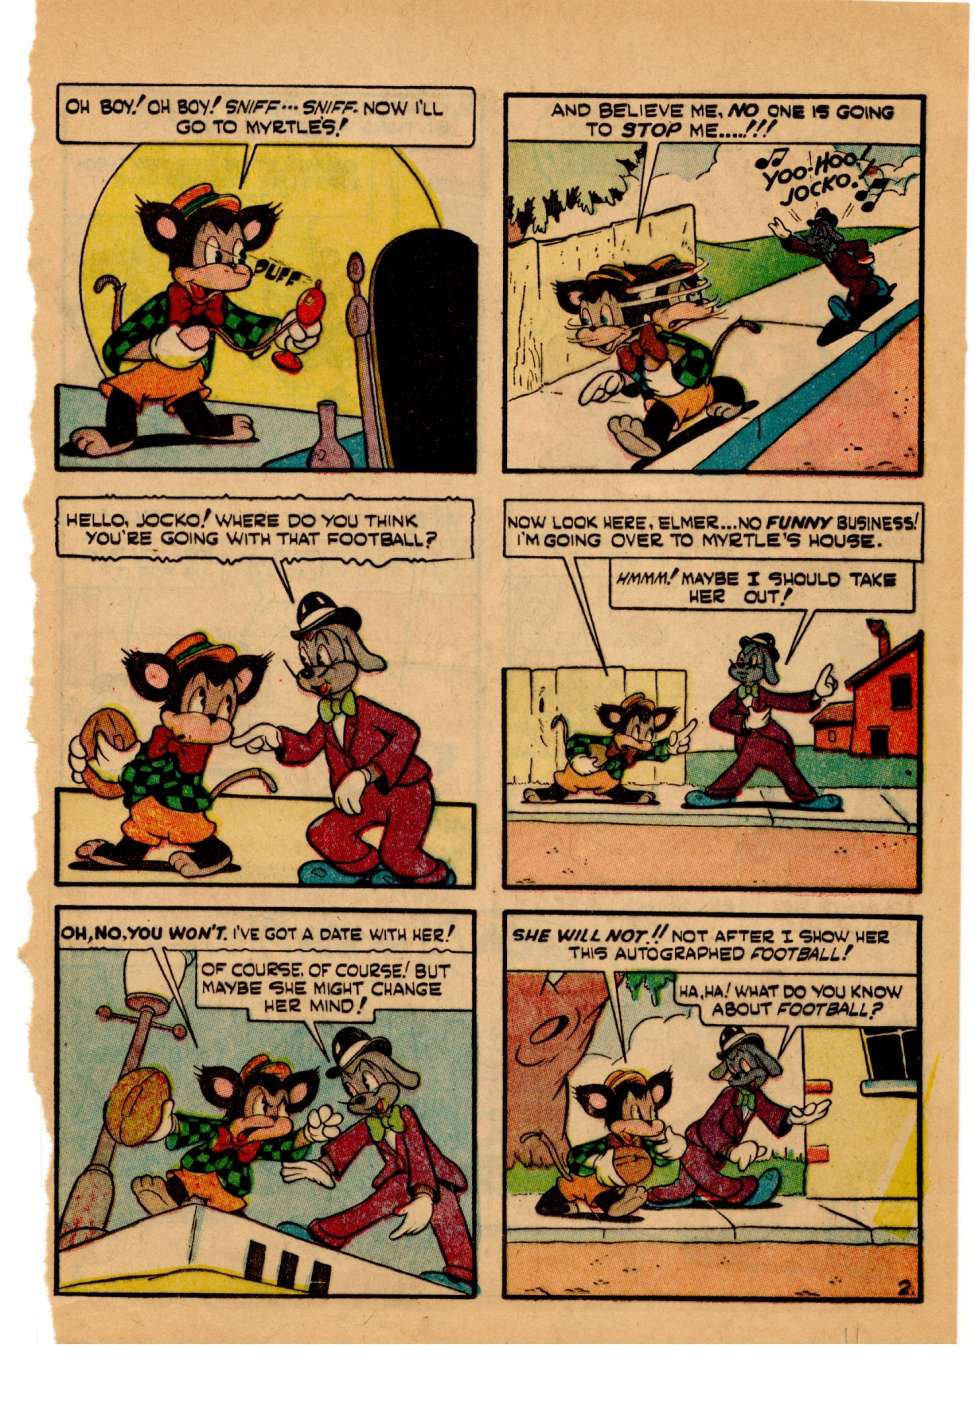 OH BOY! OH BOY! SNIFF... SNIFF. NOW I'LL
GO TO MYRTLE'S!
PUFF
AND BELIEVE ME, NO ONE IS GOING
TO STOP ME.....!!!
YOO-HOO!
JOCKO.
HELLO, JOCKO! WHERE DO YOU THINK
YOU'RE GOING WITH THAT FOOTBALL?
NOW LOOK HERE, ELMER...NO FUNNY BUSINESS!
I'M GOING OVER TO MYRTLE'S HOUSE.
HMMM! MAYBE I SHOULD TAKE
HER OUT!
OH, NO, YOU WON'T. I'VE GOT A DATE WITH HER!
OF COURSE, OF COURSE! BUT
MAYBE SHE MIGHT CHANGE
HER MIND!
SHE WILL NOT!! NOT AFTER I SHOW HER
THIS AUTOGRAPHED FOOTBALL!
HA, HA! WHAT DO YOU KNOW
ABOUT FOOTBALL?
2.
11